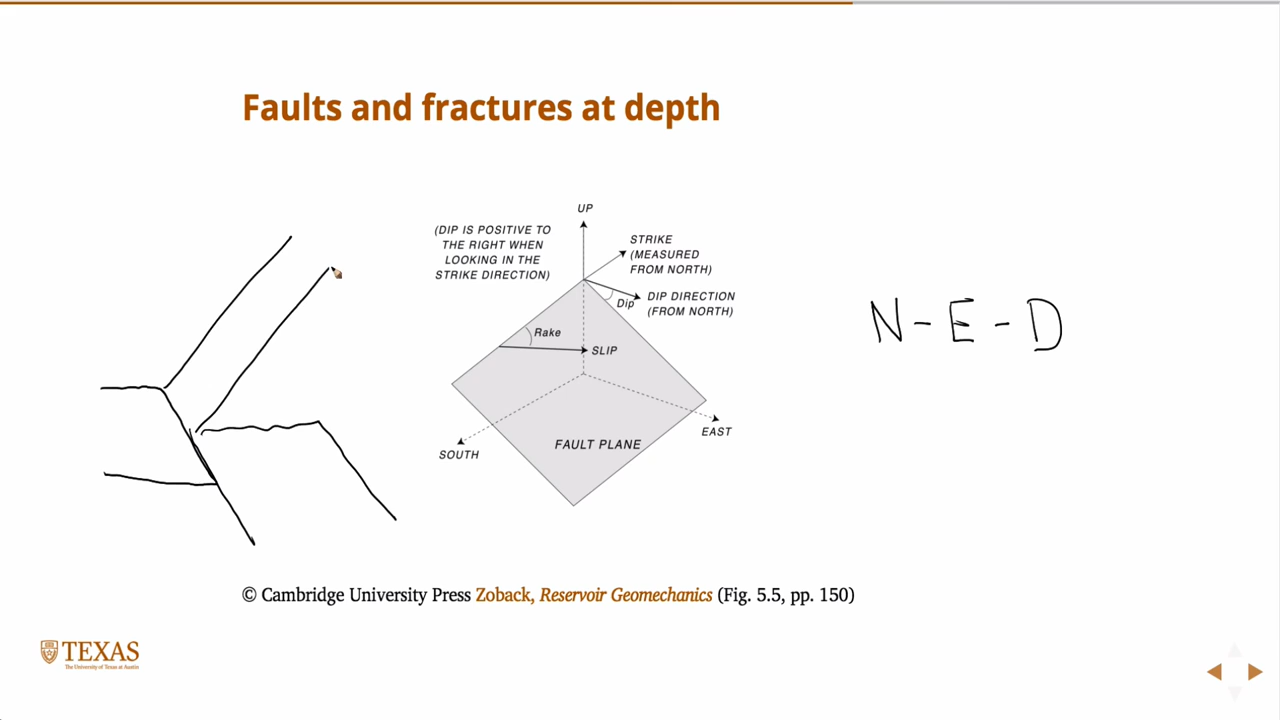 Faults and fractures at depth
UP
(DIP IS POSITIVE TO
THE RIGHT WHEN
LOOKING IN THE
STRIKE DIRECTION)
STRIKE
(MEASURED
FROM NORTH)
Dip
DIP DIRECTION
(FROM NORTH)
Rake
SLIP
N-E-D
EAST
SOUTH
FAULT PLANE
© Cambridge University Press Zoback, Reservoir Geomechanics (Fig. 5.5, pp. 150)
TEXAS
The University of Texas at Austin